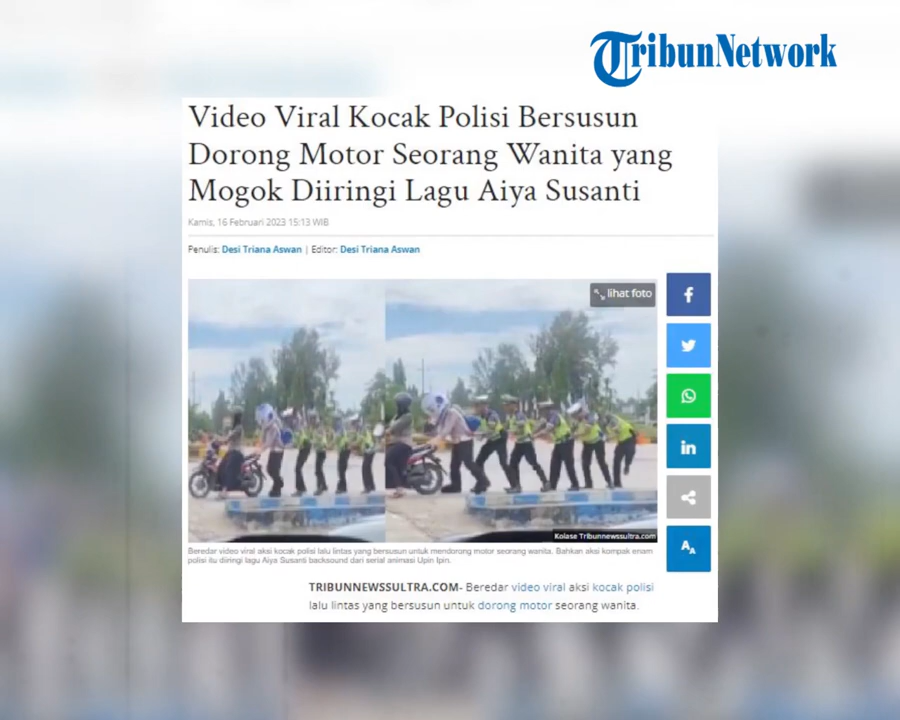 TribunNetwork
Video Viral Kocak Polisi Bersusun
Dorong Motor Seorang Wanita yang
Mogok Diiringi Lagu Aiya Susanti
Kamis, 16 Februari 2023 15:13 WIB
Penulis: Desi Triana Aswan | Editor: Desi Triana Aswan
lihat foto
Kolase Tribunnewssultra.com
Beredar video viral aksi kocak polisi lalu lintas yang bersusun untuk mendorong motor seorang wanita. Bahkan aksi kompak enam
polisi itu diiringi lagu Aiya Susanti backsound dari serial animasi Upin Ipin.
AA
TRIBUNNEWSSULTRA.COM- Beredar video viral aksi kocak polisi
lalu lintas yang bersusun untuk dorong motor seorang wanita.